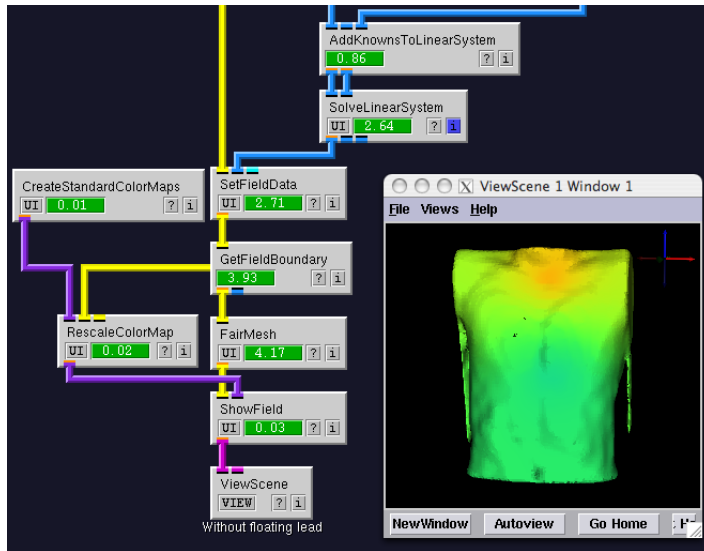 AddKnownsToLinearSystem
0.86 ? i
SolveLinearSystem
UI 2.64 ? i
CreateStandardColorMaps
UI 0.01 ? i
SetFieldData
UI 2.71 ? i
GetFieldBoundary
3.93 ? i
RescaleColorMap
UI 0.02 ? i
FairMesh
UI 4.17 ? i
ShowField
UI 0.03 ? i
ViewScene
VIEW ? i
Without floating lead
X ViewScene 1 Window 1
File Views Help
NewWindow Autoview Go Home